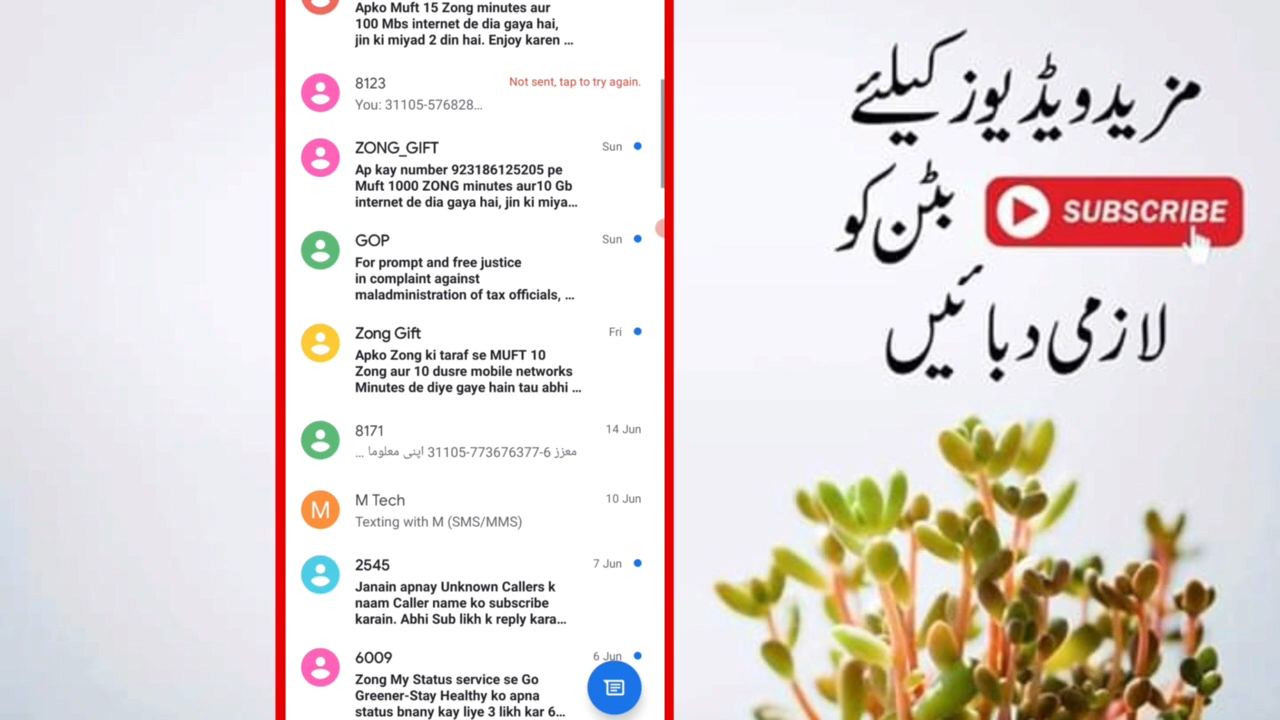 Apko Muft 15 Zong minutes aur
100 Mbs internet de dia gaya hai,
jin ki miyad 2 din hai. Enjoy karen ...
8123
Not sent, tap to try again.
You: 31105-576828...
ZONG_GIFT
Sun
Ap kay number 923186125205 pe
Muft 1000 ZONG minutes aur10 Gb
internet de dia gaya hai, jin ki miya...
GOP
Sun
For prompt and free justice
in complaint against
maladministration of tax officials, ...
Zong Gift
Fri
Apko Zong ki taraf se MUFT 10
Zong aur 10 dusre mobile networks
Minutes de diye gaye hain tau abhi ...
8171
14 Jun
معزز 6-773676377-31105 اپنی معلوما ...
M
M Tech
10 Jun
Texting with M (SMS/MMS)
2545
7 Jun
Janain apnay Unknown Callers k
naam Caller name ko subscribe
karain. Abhi Sub likh k reply kara...
6009
6 Jun
Zong My Status service se Go
Greener-Stay Healthy ko apna
status bnany kay liye 3 likh kar 6...
مزید ویڈیوز کیلئے
SUBSCRIBE بٹن کو
لازمی دبائیں